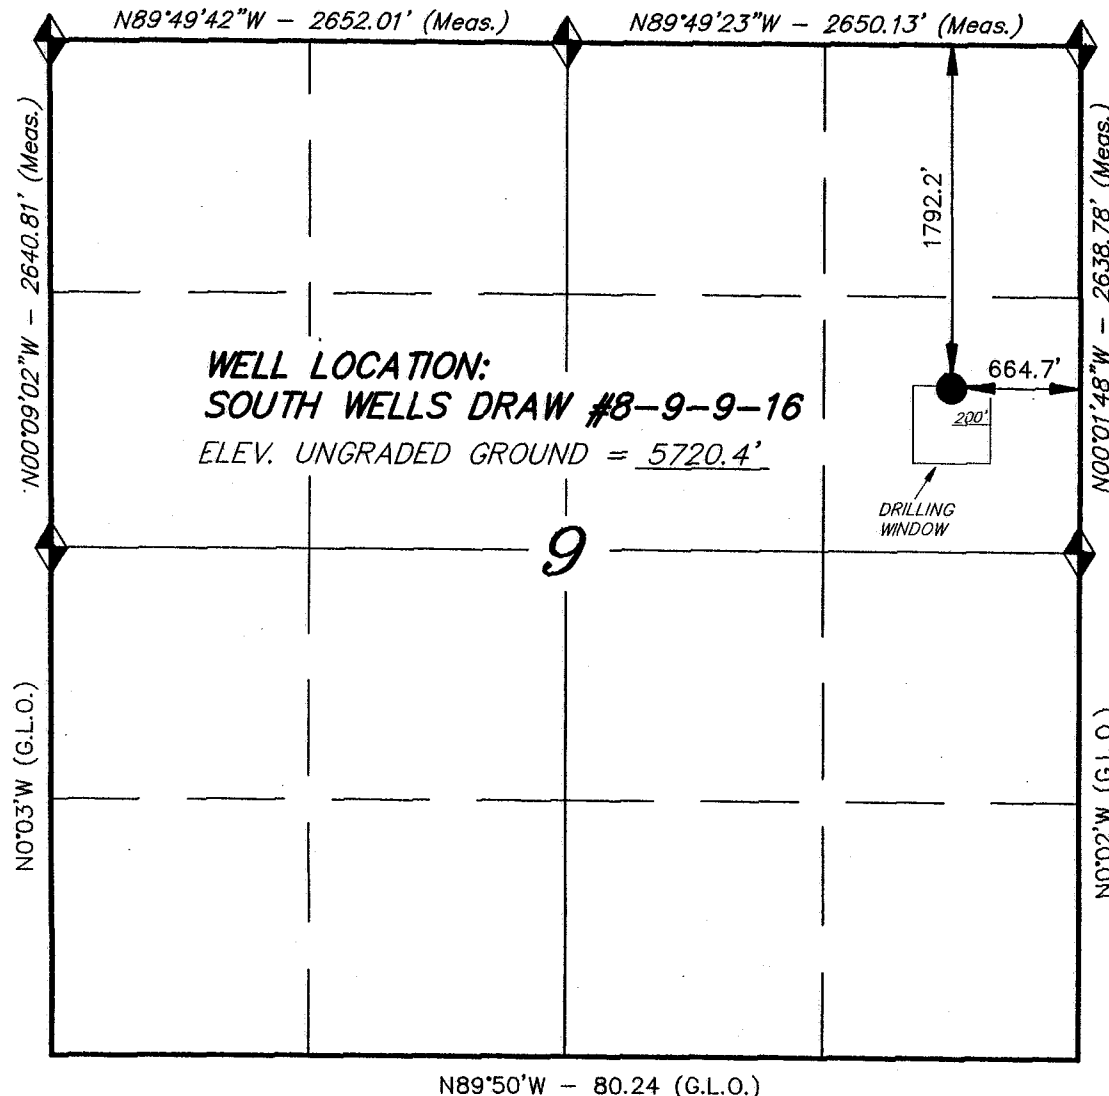 N89°49'42"W - 2652.01' (Meas.)
N89°49'23"W - 2650.13' (Meas.)
N00°09'02"W - 2640.81' (Meas.)
N00°01'48"W - 2638.78' (Meas.)
1792.2'
664.7'
200'
WELL LOCATION:
SOUTH WELLS DRAW #8-9-9-16
ELEV. UNGRADED GROUND = 5720.4'
DRILLING
WINDOW
9
N0°03'W (G.L.O.)
N0°02'W (G.L.O.)
N89°50'W - 80.24 (G.L.O.)